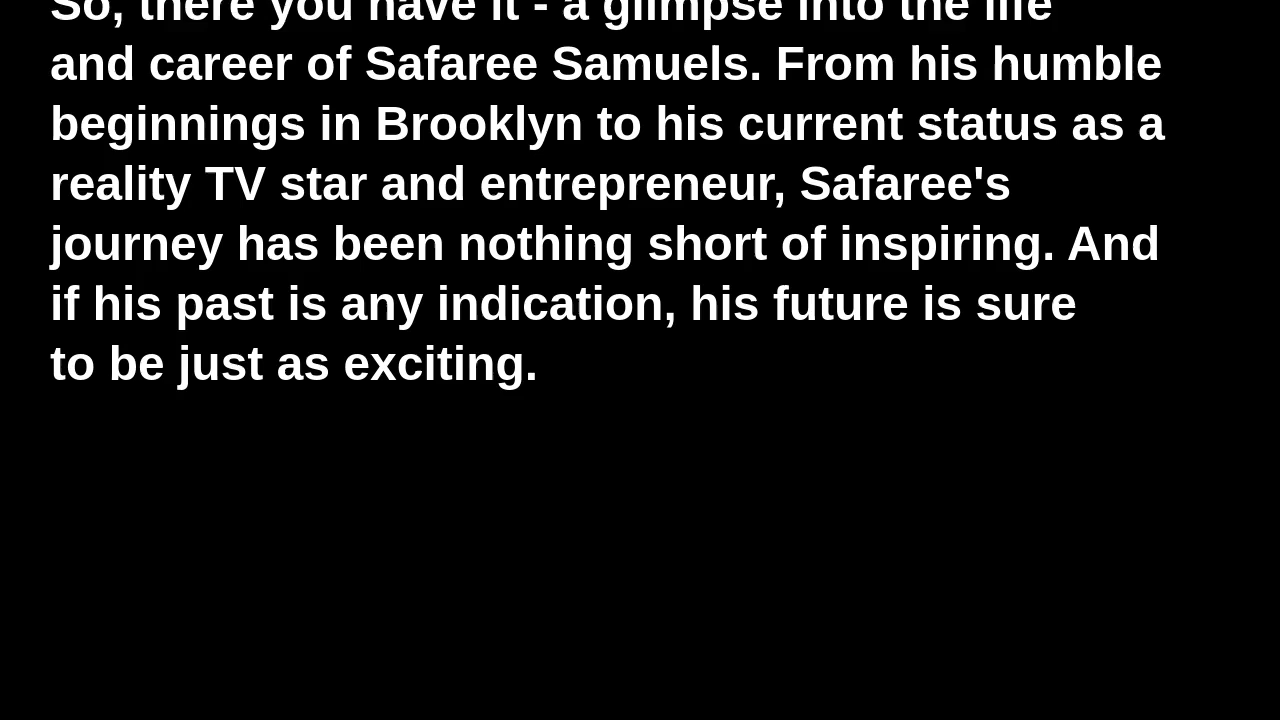 So, there you have it - a glimpse into the life
and career of Safaree Samuels. From his humble
beginnings in Brooklyn to his current status as a
reality TV star and entrepreneur, Safaree's
journey has been nothing short of inspiring. And
if his past is any indication, his future is sure
to be just as exciting.